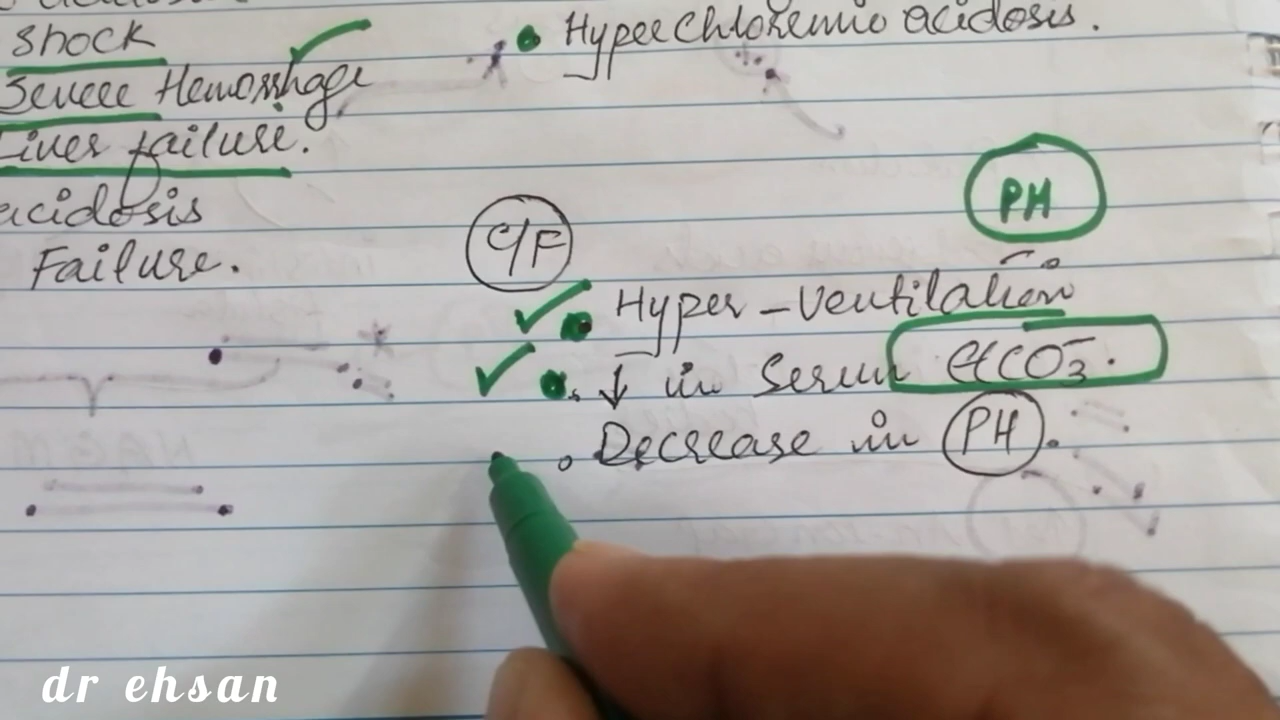 Shock
Severe Hemorrhage
Liver failure.
acidosis
Failure.
• Hyperchloremic acidosis.
PH
C/F
• Hyper-Ventilation
• ↓ in Serum HCO3⁻.
• Decrease in PH.
dr ehsan